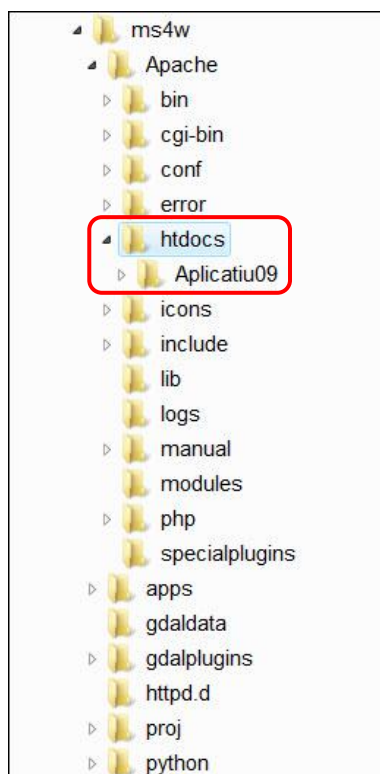 ms4w
Apache
bin
cgi-bin
conf
error
htdocs
Aplicatiu09
icons
include
lib
logs
manual
modules
php
specialplugins
apps
gdaldata
gdalplugins
httpd.d
proj
python